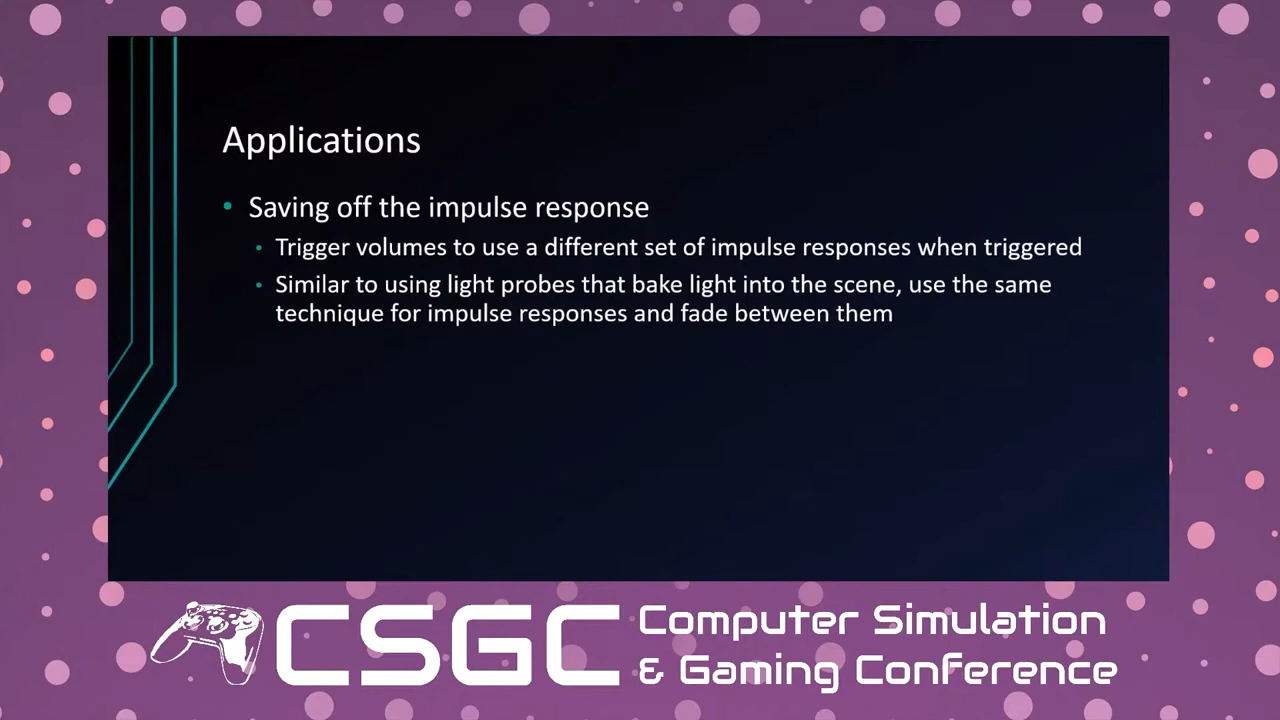 Applications
• Saving off the impulse response
• Trigger volumes to use a different set of impulse responses when triggered
• Similar to using light probes that bake light into the scene, use the same
technique for impulse responses and fade between them
CSGC
Computer Simulation
& Gaming Conference